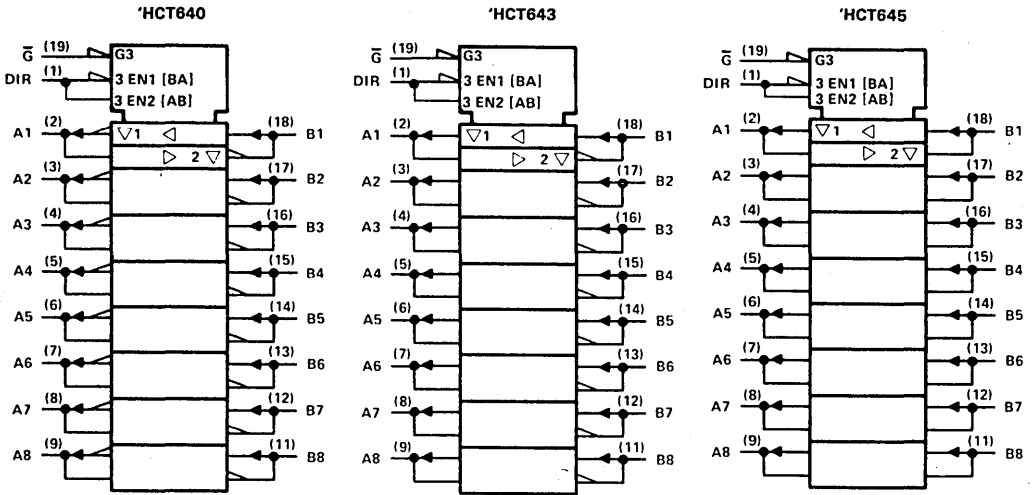 'HCT640
G̅ (19) G3
DIR (1) 3 EN1 [BA]
3 EN2 [AB]
A1 (2) ▽1 ◁ (18) B1
▷ 2▽
A2 (3) (17) B2
A3 (4) (16) B3
A4 (5) (15) B4
A5 (6) (14) B5
A6 (7) (13) B6
A7 (8) (12) B7
A8 (9) (11) B8
'HCT643
G̅ (19) G3
DIR (1) 3 EN1 [BA]
3 EN2 [AB]
A1 (2) ▽1 ◁ (18) B1
▷ 2▽
A2 (3) (17) B2
A3 (4) (16) B3
A4 (5) (15) B4
A5 (6) (14) B5
A6 (7) (13) B6
A7 (8) (12) B7
A8 (9) (11) B8
'HCT645
G̅ (19) G3
DIR (1) 3 EN1 [BA]
3 EN2 [AB]
A1 (2) ▽1 ◁ (18) B1
▷ 2▽
A2 (3) (17) B2
A3 (4) (16) B3
A4 (5) (15) B4
A5 (6) (14) B5
A6 (7) (13) B6
A7 (8) (12) B7
A8 (9) (11) B8